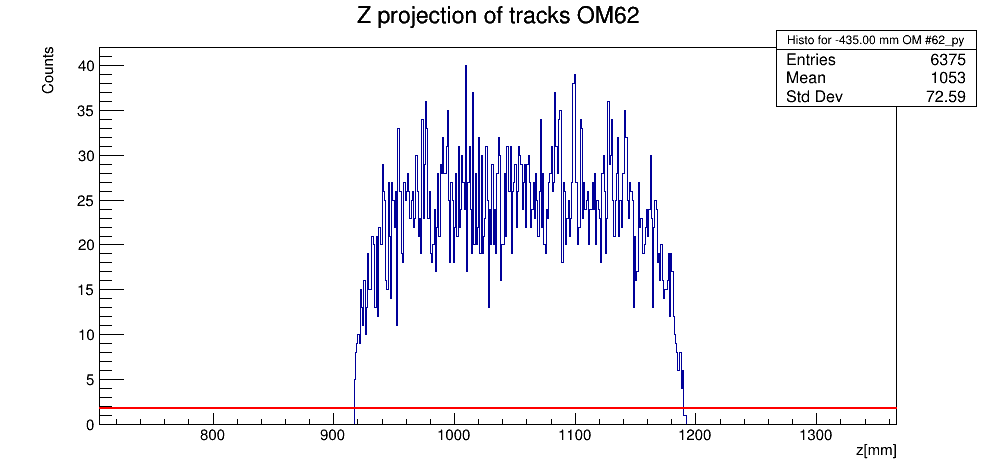 Z projection of tracks OM62
Histo for -435.00 mm OM #62_py
Entries 6375
Mean 1053
Std Dev 72.59
Counts
40
35
30
25
20
15
10
5
0
800 900 1000 1100 1200 1300
z[mm]